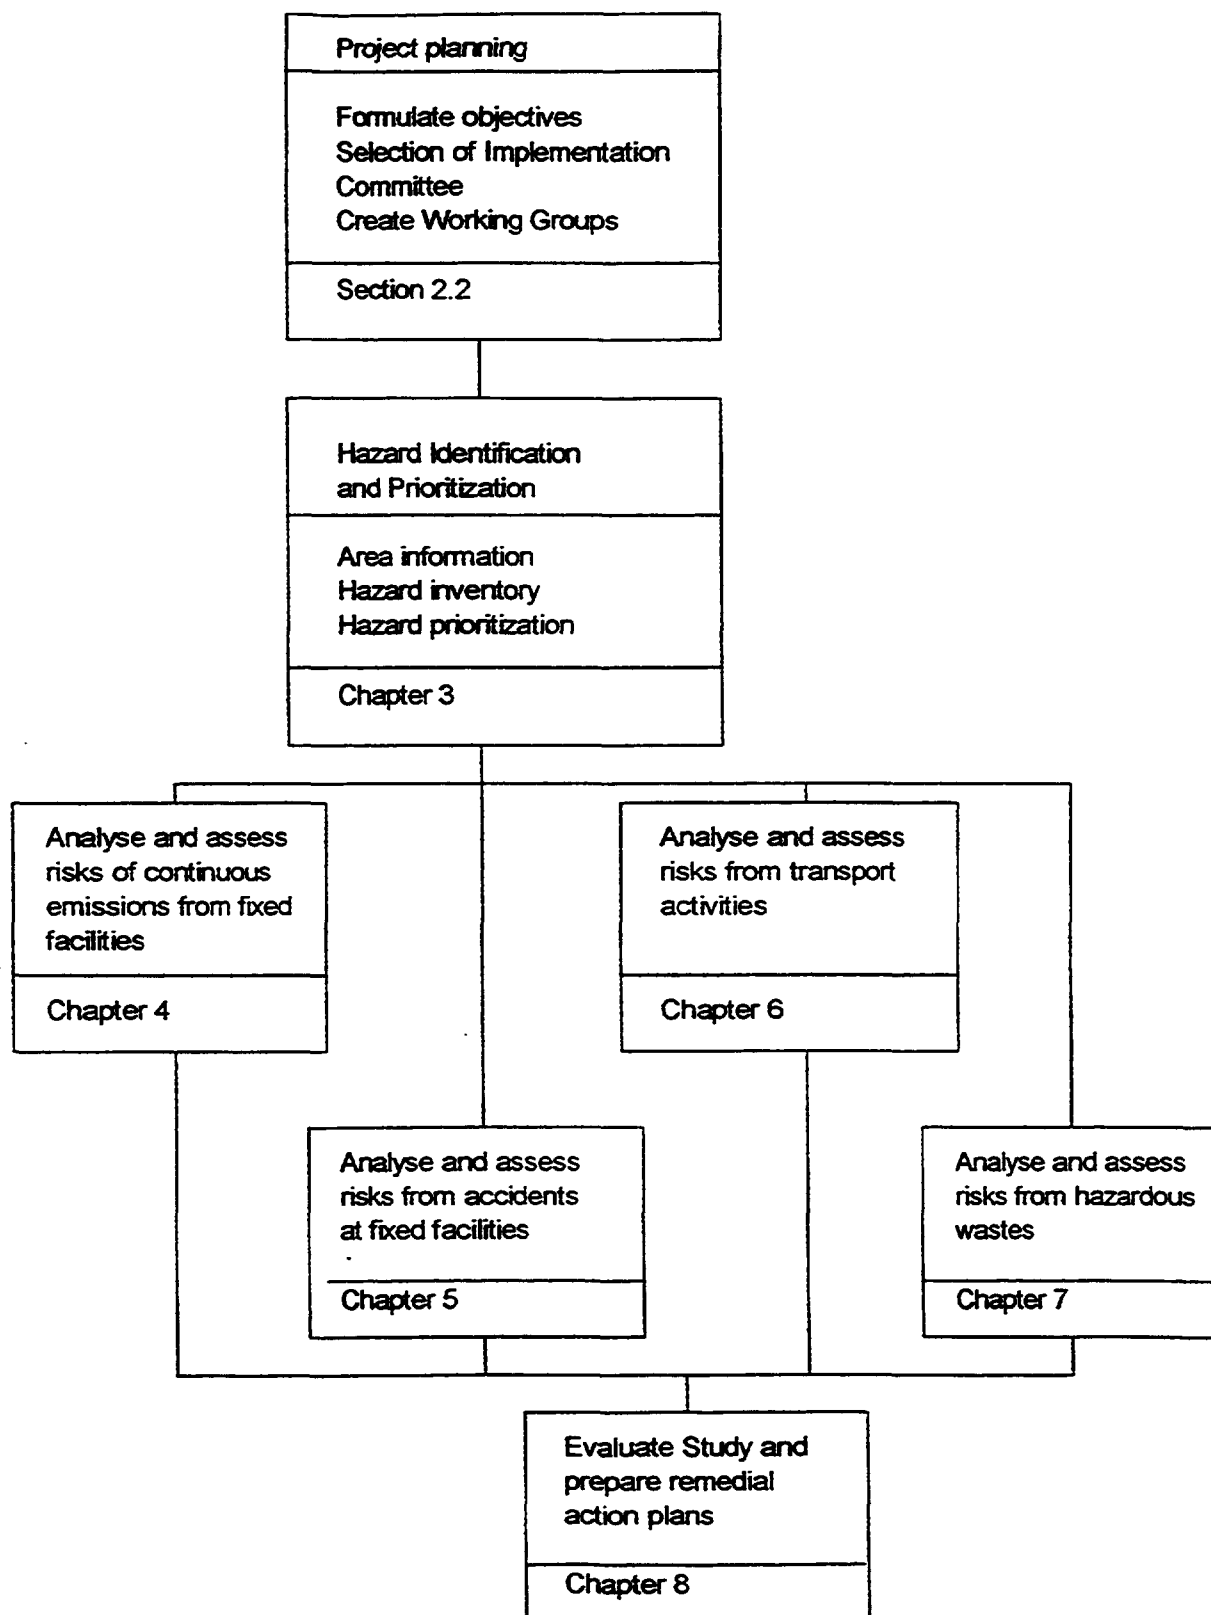 Project planning
Formulate objectives
Selection of Implementation
Committee
Create Working Groups
Section 2.2
Hazard Identification
and Prioritization
Area information
Hazard inventory
Hazard prioritization
Chapter 3
Analyse and assess
risks of continuous
emissions from fixed
facilities
Chapter 4
Analyse and assess
risks from transport
activities
Chapter 6
Analyse and assess
risks from accidents
at fixed facilities
Chapter 5
Analyse and assess
risks from hazardous
wastes
Chapter 7
Evaluate Study and
prepare remedial
action plans
Chapter 8